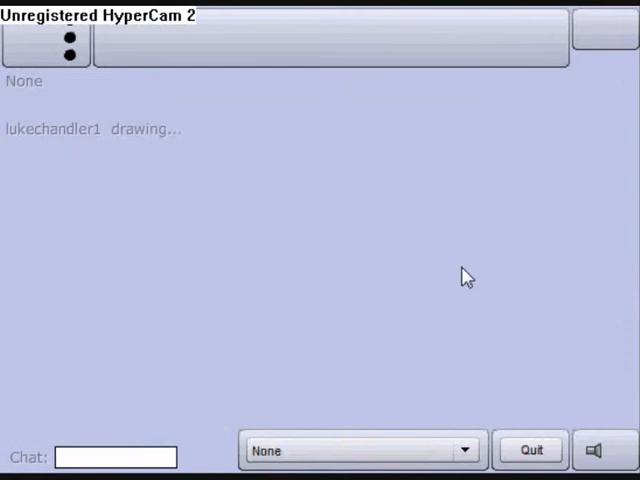 Unregistered HyperCam 2
None
lukechandler1 drawing...
Chat:
None
Quit